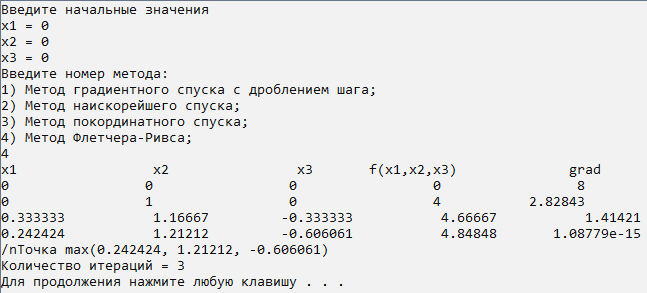 Введите начальные значения
x1 = 0
x2 = 0
x3 = 0
Введите номер метода:
1) Метод градиентного спуска с дроблением шага;
2) Метод наискорейшего спуска;
3) Метод покординатного спуска;
4) Метод Флетчера-Ривса;
4
x1 x2 x3 f(x1,x2,x3) grad
0 0 0 0 8
0 1 0 4 2.82843
0.333333 1.16667 -0.333333 4.66667 1.41421
0.242424 1.21212 -0.606061 4.84848 1.08779e-15
/nТочка max(0.242424, 1.21212, -0.606061)
Количество итераций = 3
Для продолжения нажмите любую клавишу . . .